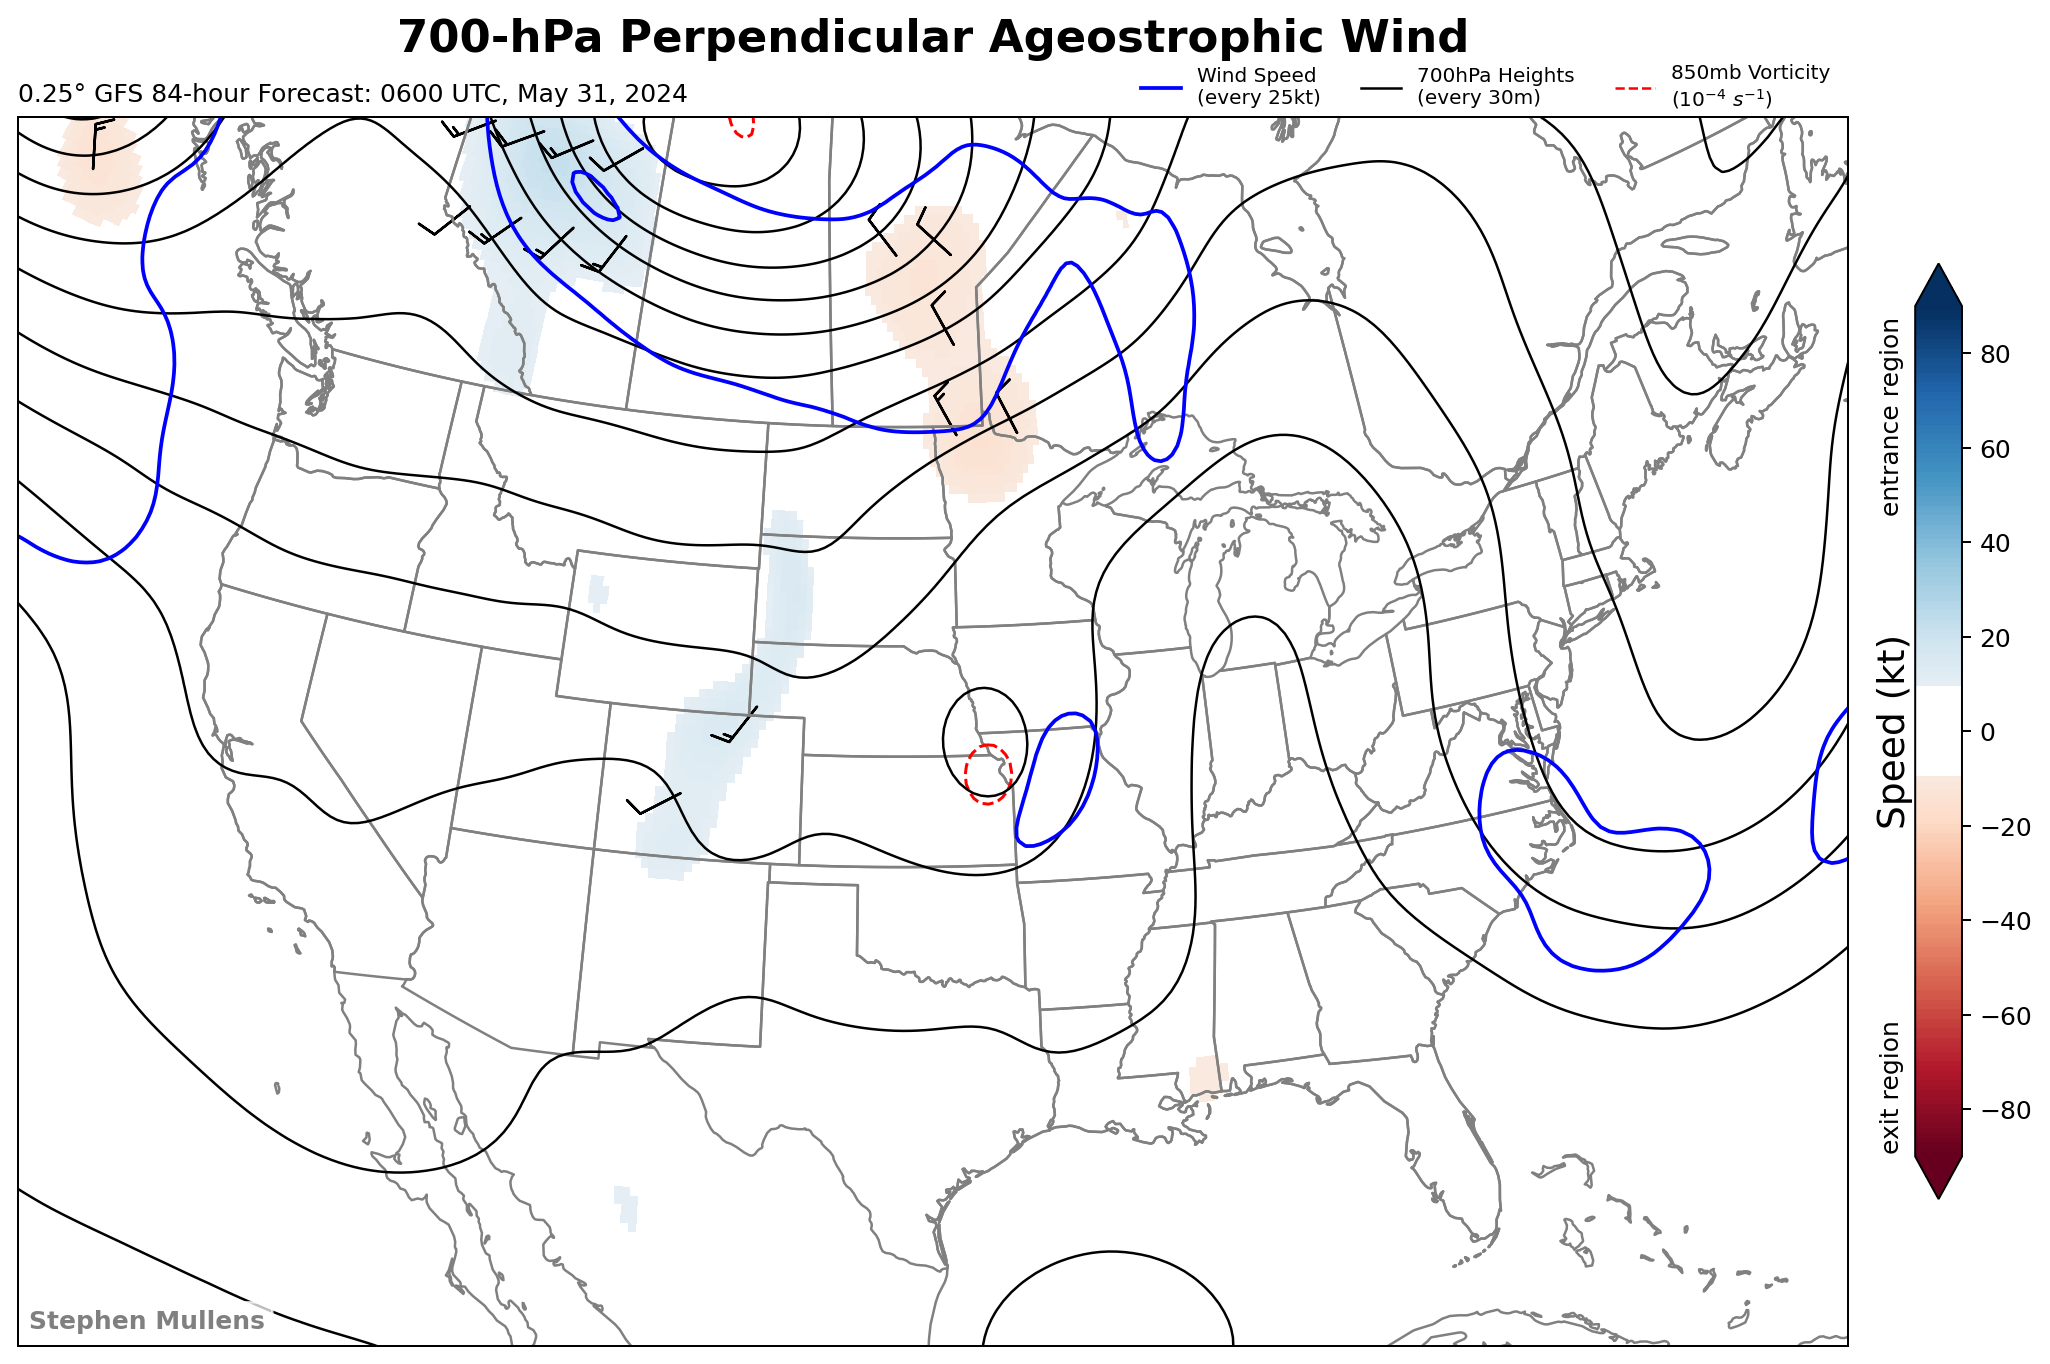 700-hPa Perpendicular Ageostrophic Wind
0.25° GFS 84-hour Forecast: 0600 UTC, May 31, 2024
Wind Speed
(every 25kt)
700hPa Heights
(every 30m)
850mb Vorticity
(10⁻⁴ s⁻¹)
entrance region
Speed (kt)
exit region
80
60
40
20
0
−20
−40
−60
−80
Stephen Mullens